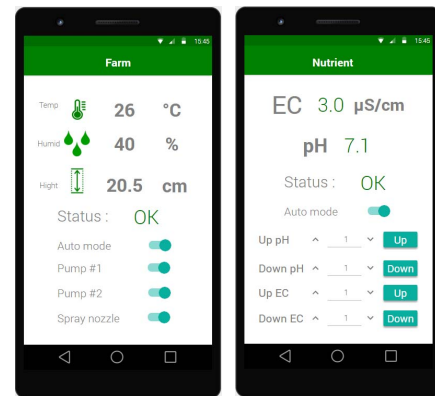 15:45
Farm
Temp 26 °C
Humid 40 %
Hight 20.5 cm
Status : OK
Auto mode
Pump #1
Pump #2
Spray nozzle
15:45
Nutrient
EC 3.0 µS/cm
pH 7.1
Status : OK
Auto mode
Up pH 1 Up
Down pH 1 Down
Up EC 1 Up
Down EC 1 Down